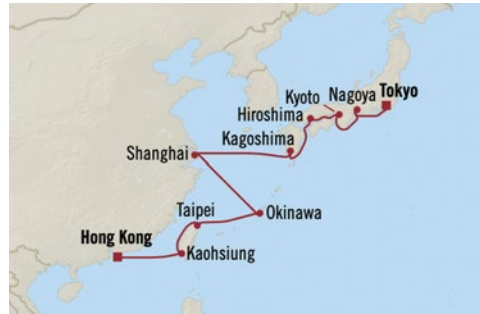 Kyoto
Nagoya
Tokyo
Hiroshima
Kagoshima
Shanghai
Taipei
Okinawa
Hong Kong
Kaohsiung